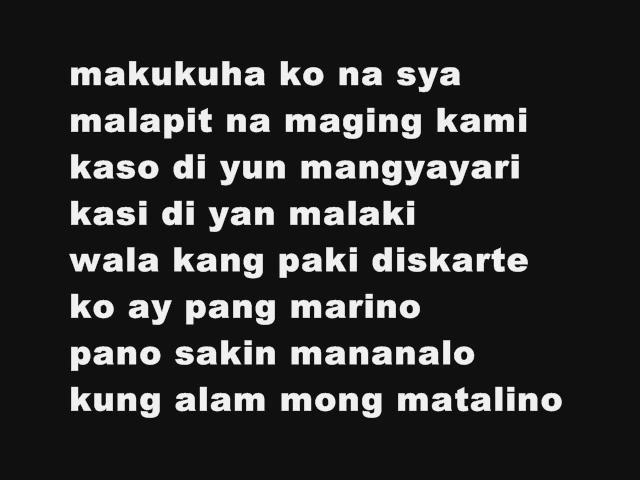 makukuha ko na sya
malapit na maging kami
kaso di yun mangyayari
kasi di yan malaki
wala kang paki diskarte
ko ay pang marino
pano sakin mananalo
kung alam mong matalino